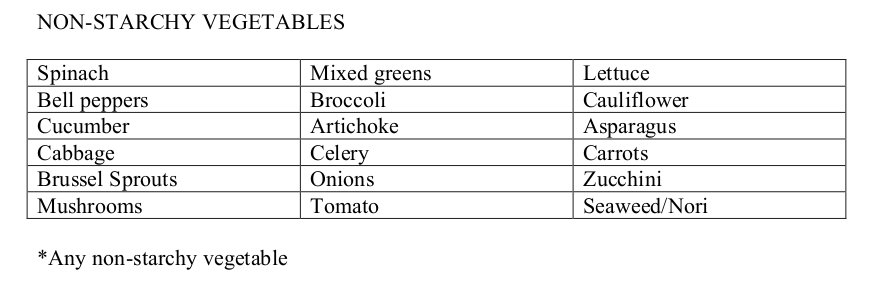 NON-STARCHY VEGETABLES
Spinach Mixed greens Lettuce
Bell peppers Broccoli Cauliflower
Cucumber Artichoke Asparagus
Cabbage Celery Carrots
Brussel Sprouts Onions Zucchini
Mushrooms Tomato Seaweed/Nori
*Any non-starchy vegetable